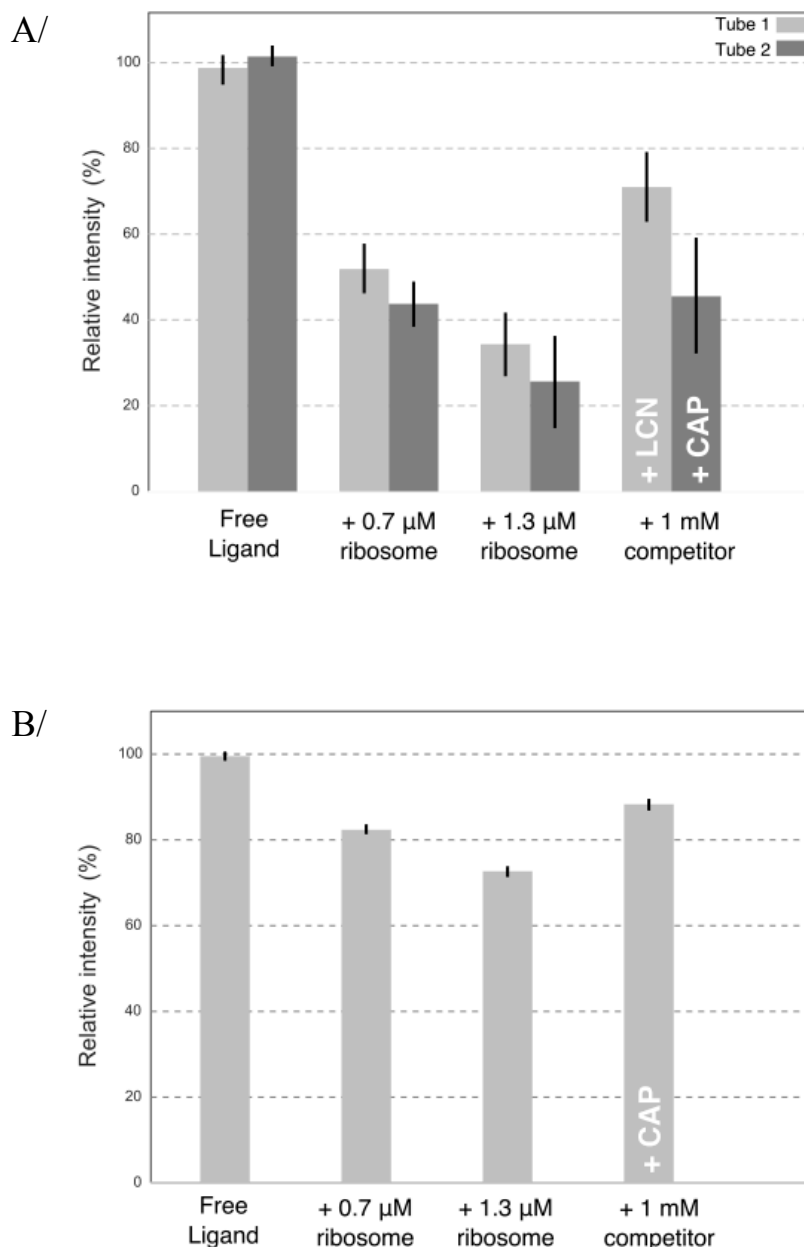 A/
Tube 1
Tube 2
Relative intensity (%)
100
80
60
40
20
0
+ LCN
+ CAP
Free
Ligand
+ 0.7 µM
ribosome
+ 1.3 µM
ribosome
+ 1 mM
competitor
B/
Relative intensity (%)
100
80
60
40
20
0
+ CAP
Free
Ligand
+ 0.7 µM
ribosome
+ 1.3 µM
ribosome
+ 1 mM
competitor